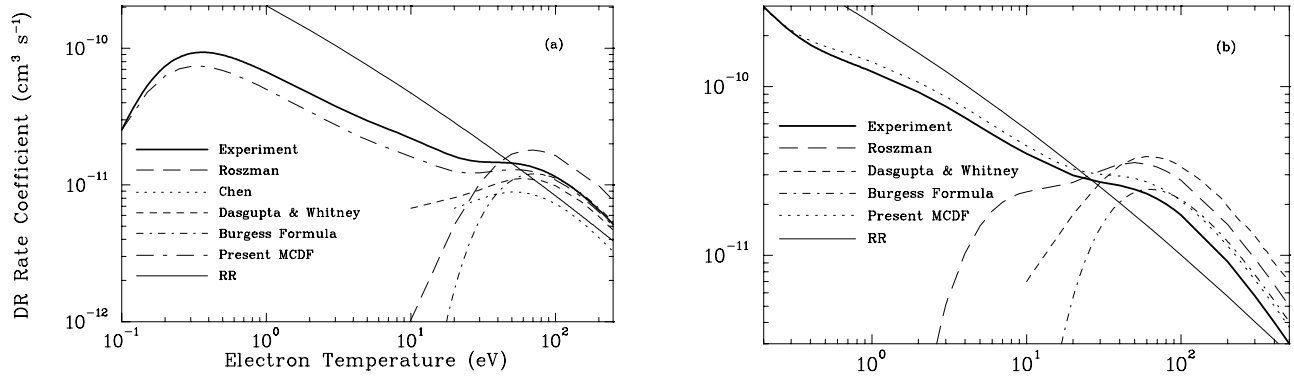 DR Rate Coefficient (cm³ s⁻¹)
10⁻¹⁰
10⁻¹¹
10⁻¹²
(a)
Experiment
Roszman
Chen
Dasgupta & Whitney
Burgess Formula
Present MCDF
RR
10⁻¹ 10⁰ 10¹ 10²
Electron Temperature (eV)
10⁻¹⁰
10⁻¹¹
(b)
Experiment
Roszman
Dasgupta & Whitney
Burgess Formula
Present MCDF
RR
10⁰ 10¹ 10²